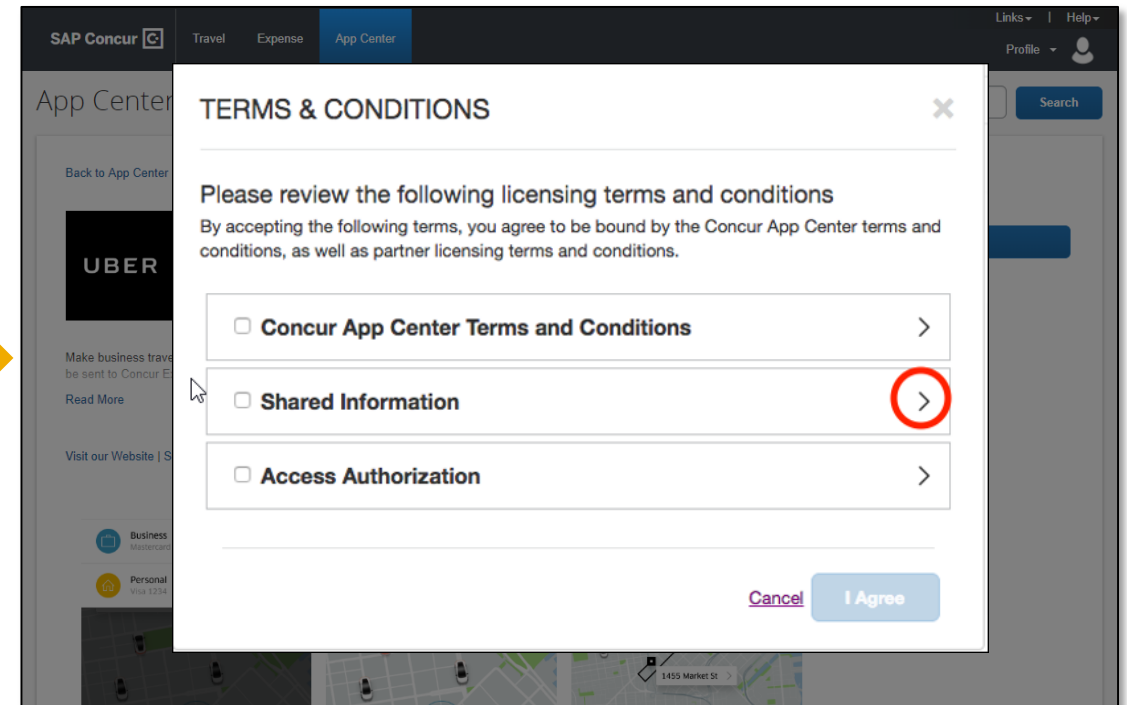 Links | Help
SAP Concur C Travel Expense App Center
Profile
App Center
Search
TERMS & CONDITIONS
Back to App Center
Please review the following licensing terms and conditions
By accepting the following terms, you agree to be bound by the Concur App Center terms and
conditions, as well as partner licensing terms and conditions.
UBER
Concur App Center Terms and Conditions
Make business trave
be sent to Concur E
Read More
Shared Information
Visit our Website | S
Access Authorization
Business
Mastercard
Personal
Visa 1234
Cancel I Agree
1455 Market St